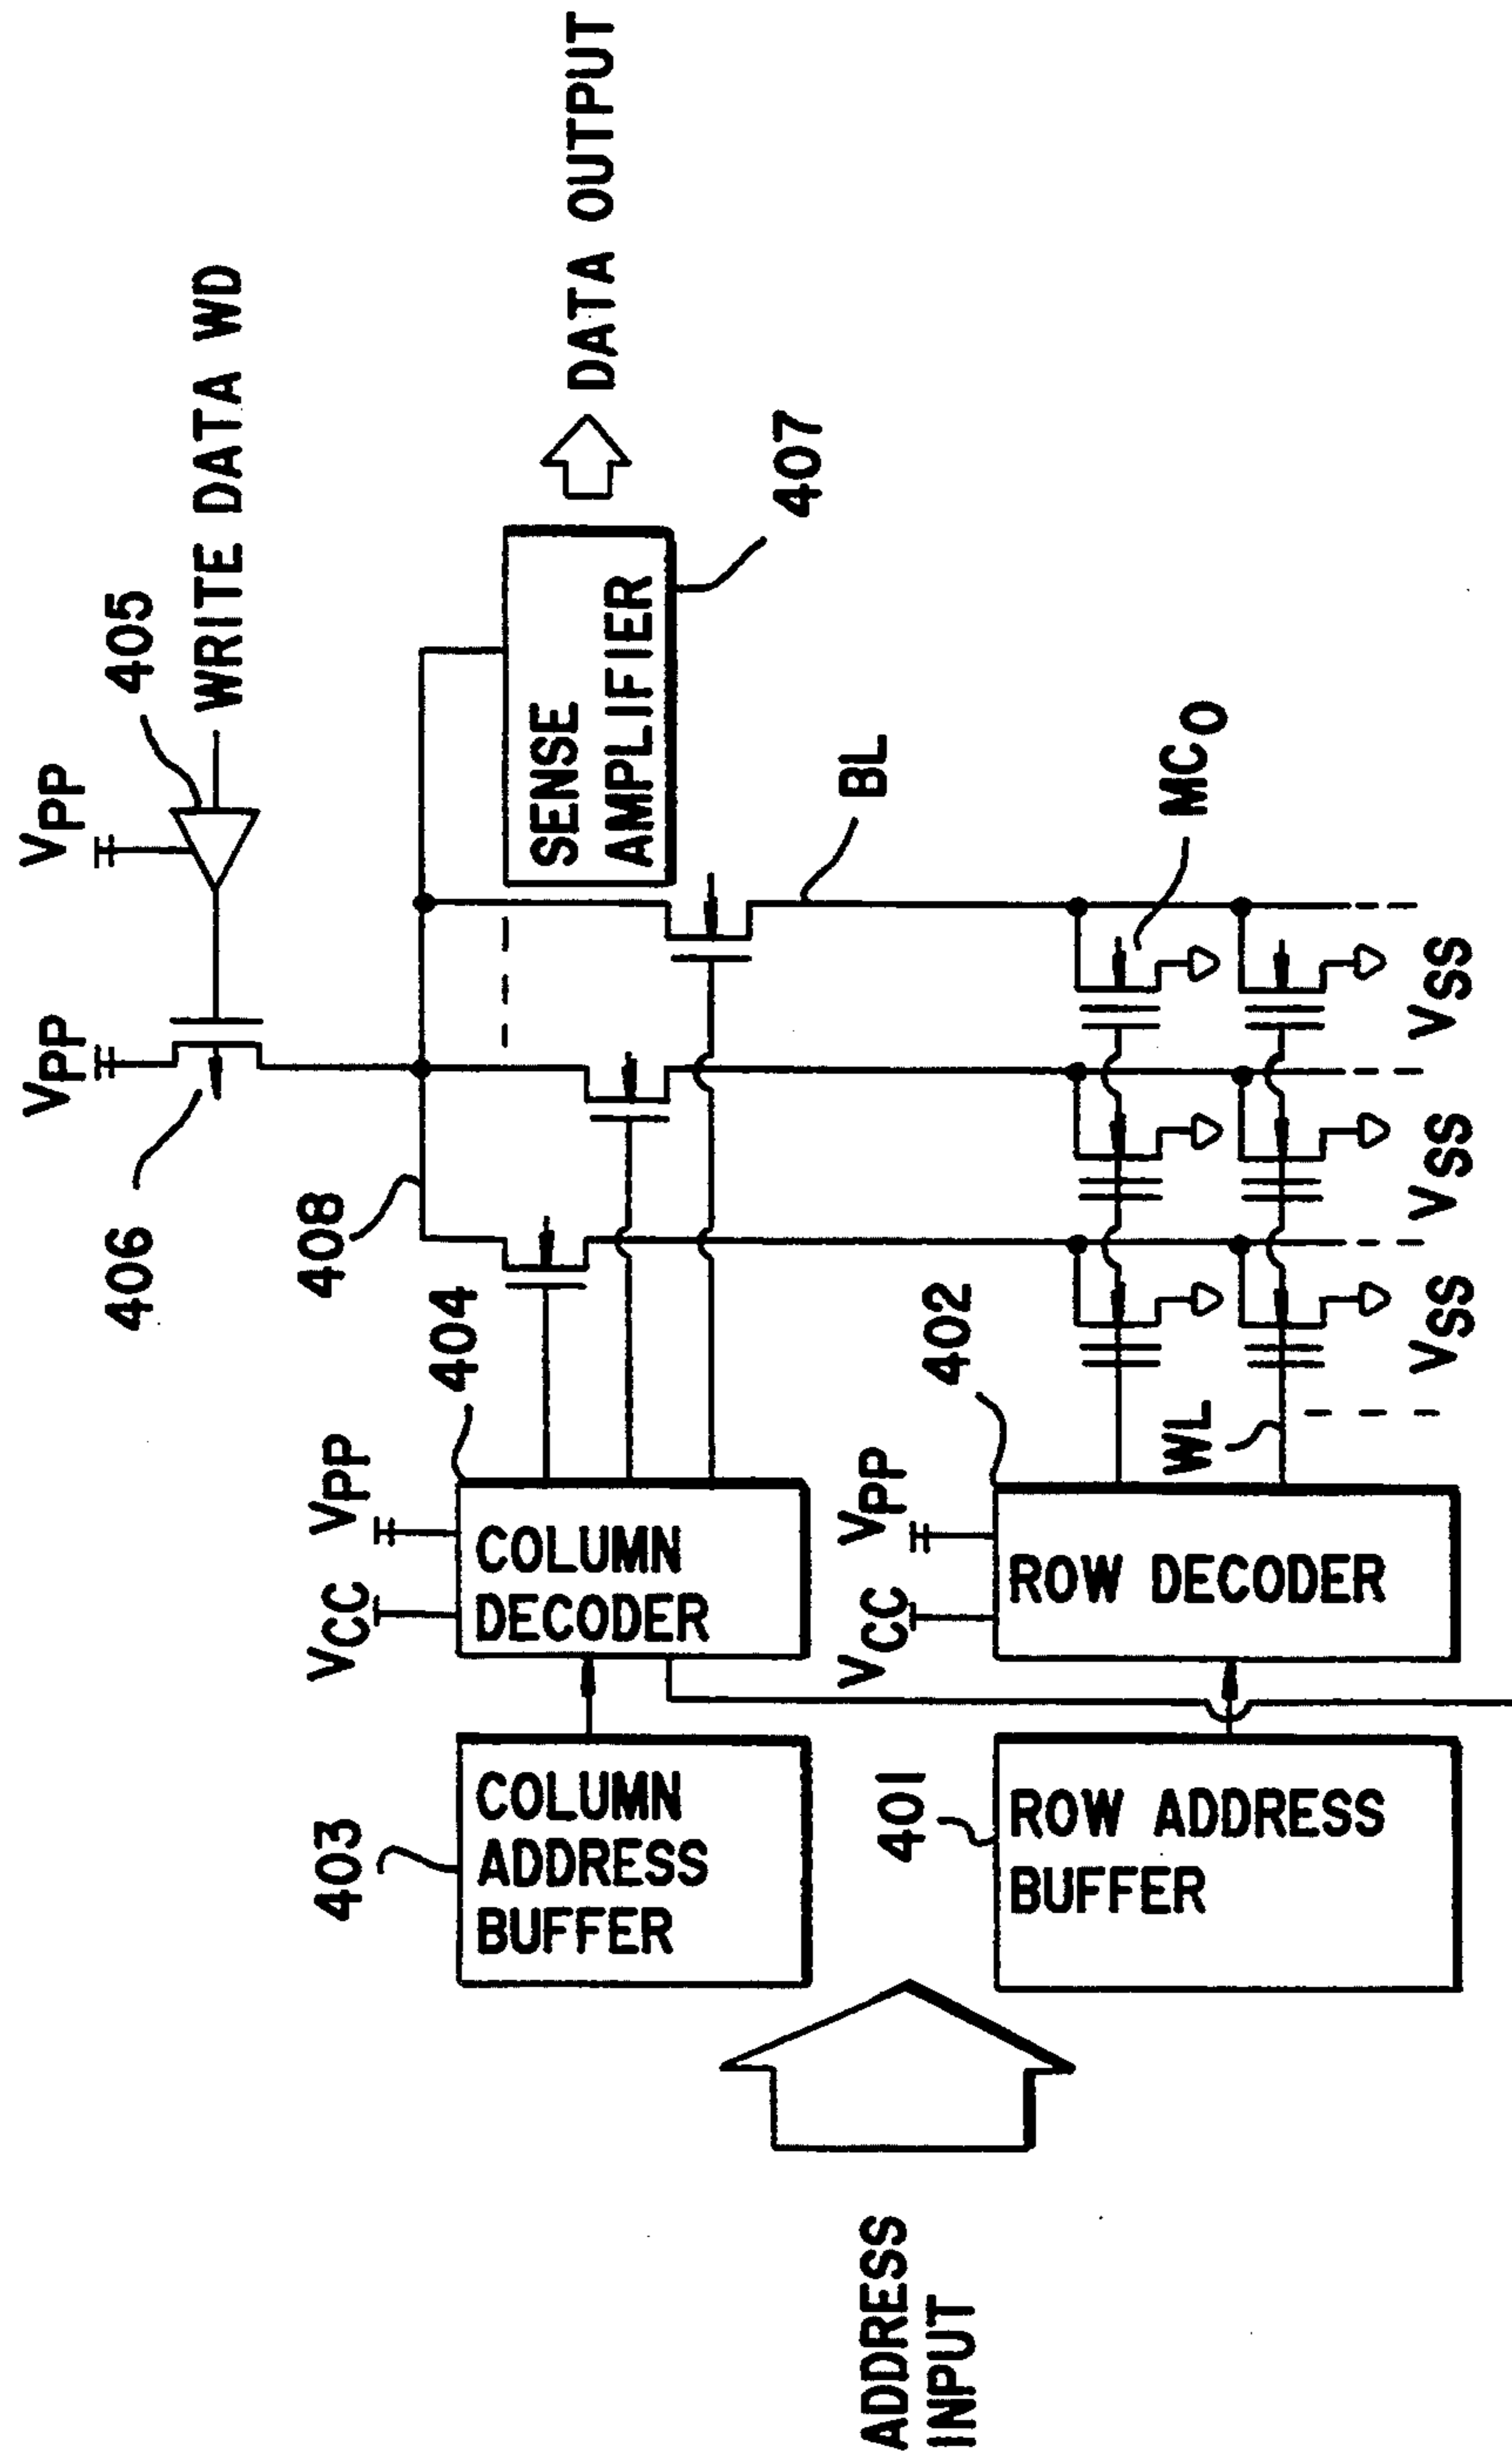 VPP
VPP
405
WRITE DATA WD
406
408
DATA OUTPUT
SENSE
AMPLIFIER
407
404
VCC
VPP
COLUMN
DECODER
403
COLUMN
ADDRESS
BUFFER
BL
402
VCC
VPP
ROW DECODER
401
ROW ADDRESS
BUFFER
ADDRESS
INPUT
MC0
WL
VSS
VSS
VSS